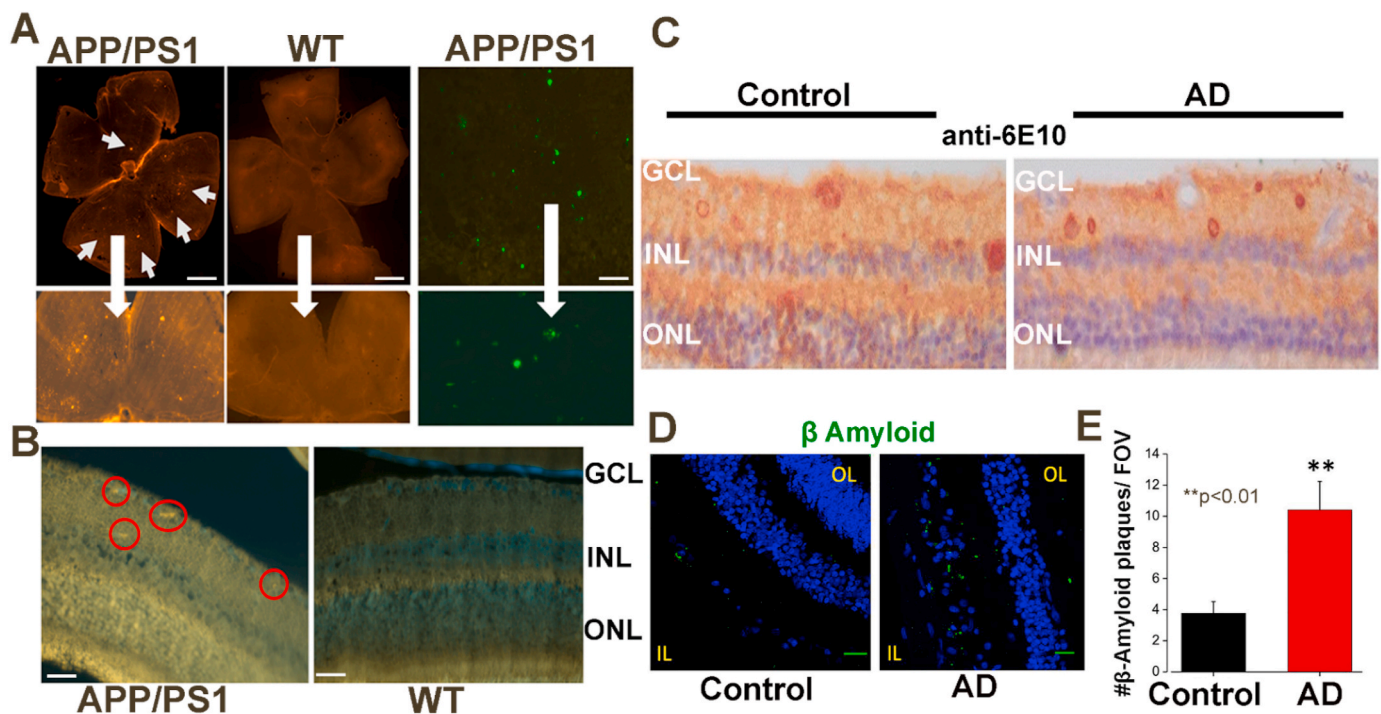 A
APP/PS1 WT APP/PS1
B
GCL
INL
ONL
APP/PS1 WT
C
Control AD
anti-6E10
GCL GCL
INL INL
ONL ONL
D
β Amyloid
OL OL
IL IL
Control AD
E
#β-Amyloid plaques/ FOV
14
12
10
8
6
4
2
0
**p<0.01
**
Control AD